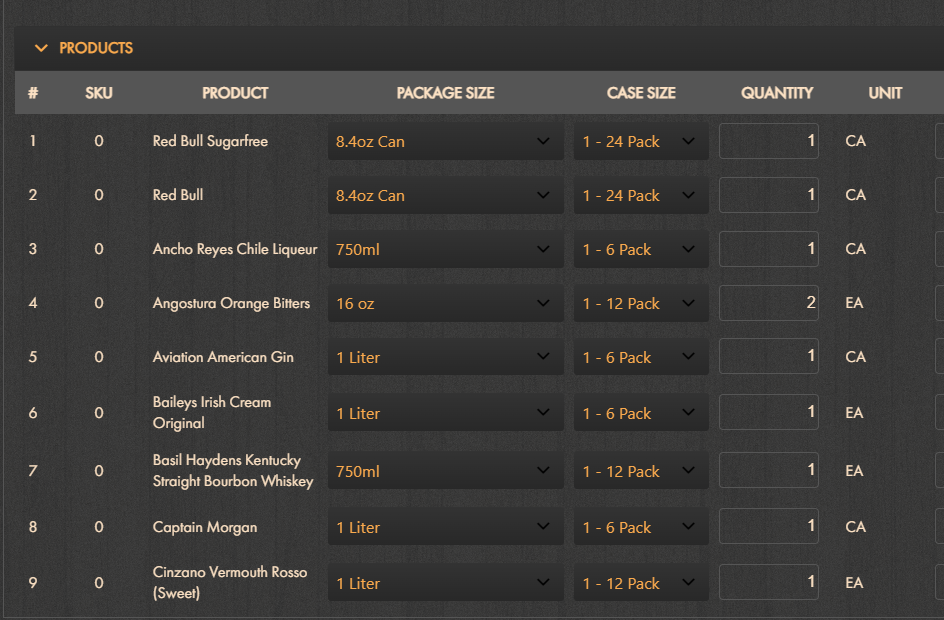 PRODUCTS
# SKU PRODUCT PACKAGE SIZE CASE SIZE QUANTITY UNIT
1 0 Red Bull Sugarfree 8.4oz Can 1 - 24 Pack 1 CA
2 0 Red Bull 8.4oz Can 1 - 24 Pack 1 CA
3 0 Ancho Reyes Chile Liqueur 750ml 1 - 6 Pack 1 CA
4 0 Angostura Orange Bitters 16 oz 1 - 12 Pack 2 EA
5 0 Aviation American Gin 1 Liter 1 - 6 Pack 1 CA
6 0 Baileys Irish Cream 1 Liter 1 - 6 Pack 1 EA
Original
7 0 Basil Haydens Kentucky 750ml 1 - 12 Pack 1 EA
Straight Bourbon Whiskey
8 0 Captain Morgan 1 Liter 1 - 6 Pack 1 CA
9 0 Cinzano Vermouth Rosso 1 Liter 1 - 12 Pack 1 EA
(Sweet)